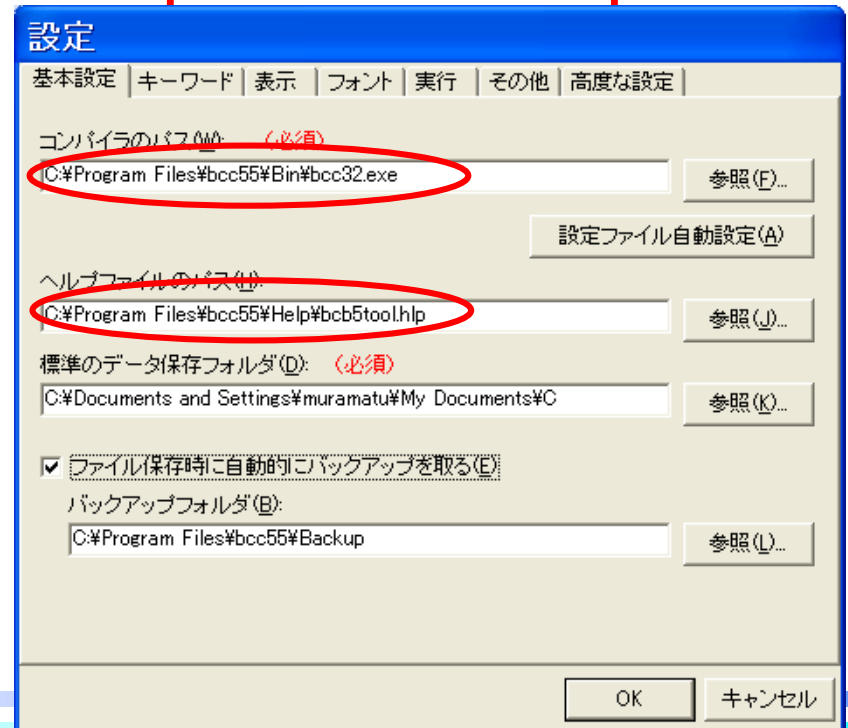 設定
基本設定 キーワード 表示 フォント 実行 その他 高度な設定
コンパイラのパス(W): (必須)
C:¥Program Files¥bcc55¥Bin¥bcc32.exe 参照(F)...
設定ファイル自動設定(A)
ヘルプファイルのパス(H):
C:¥Program Files¥bcc55¥Help¥bcb5tool.hlp 参照(J)...
標準のデータ保存フォルダ(D): (必須)
C:¥Documents and Settings¥muramatu¥My Documents¥C 参照(K)...
ファイル保存時に自動的にバックアップを取る(E)
バックアップフォルダ(B):
C:¥Program Files¥bcc55¥Backup 参照(L)...
OK キャンセル